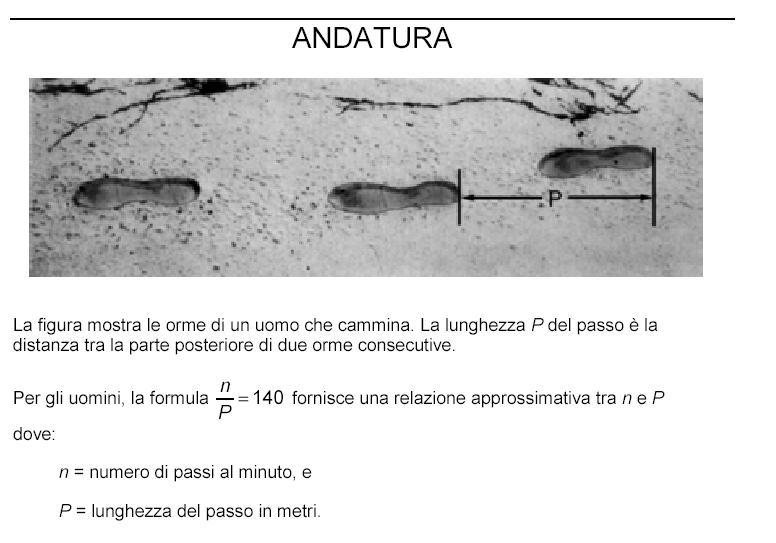 ANDATURA
P
La figura mostra le orme di un uomo che cammina. La lunghezza P del passo è la
distanza tra la parte posteriore di due orme consecutive.
Per gli uomini, la formula n/P = 140 fornisce una relazione approssimativa tra n e P
dove:
n = numero di passi al minuto, e
P = lunghezza del passo in metri.